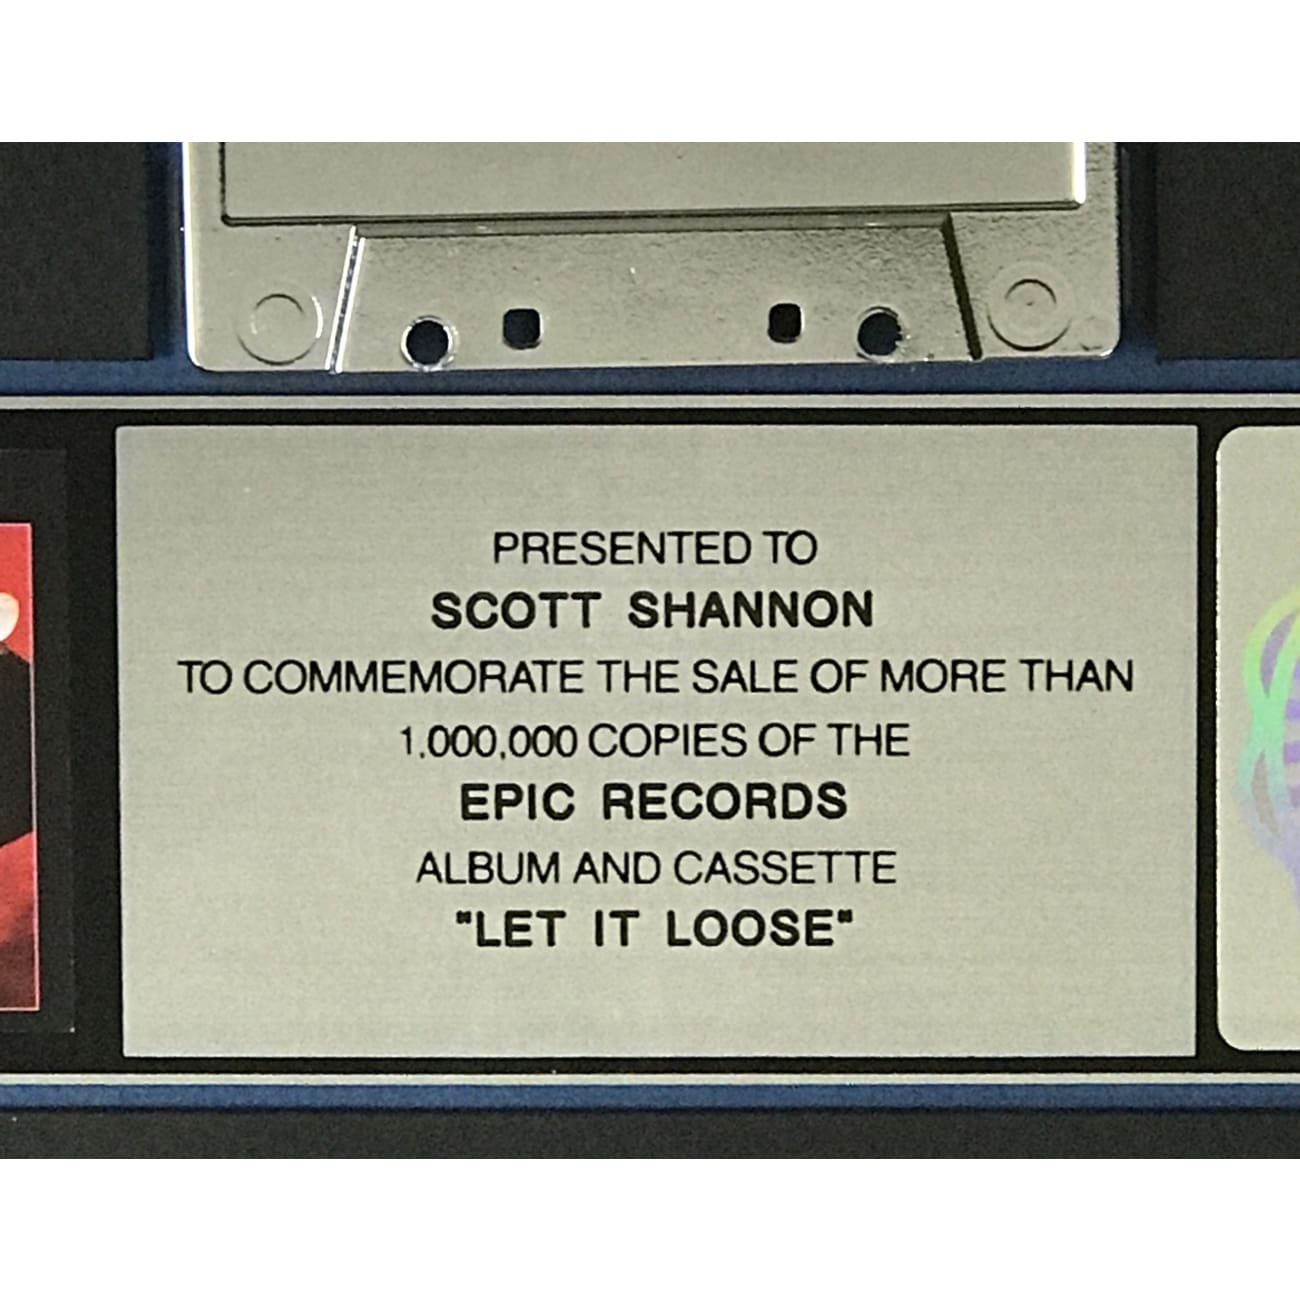 PRESENTED TO
SCOTT SHANNON
TO COMMEMORATE THE SALE OF MORE THAN
1,000,000 COPIES OF THE
EPIC RECORDS
ALBUM AND CASSETTE
"LET IT LOOSE"